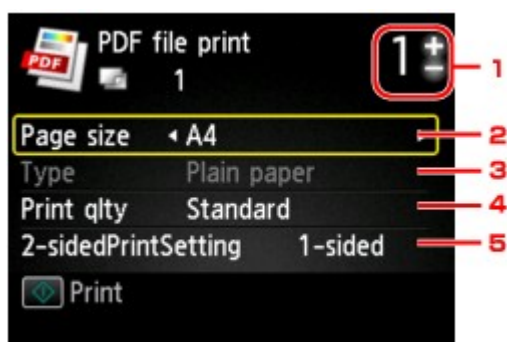 PDF file print
PDF
1
1 + −
1
Page size ◂ A4 ▸
2
Type Plain paper
3
Print qlty Standard
4
2-sidedPrintSetting 1-sided
5
Print